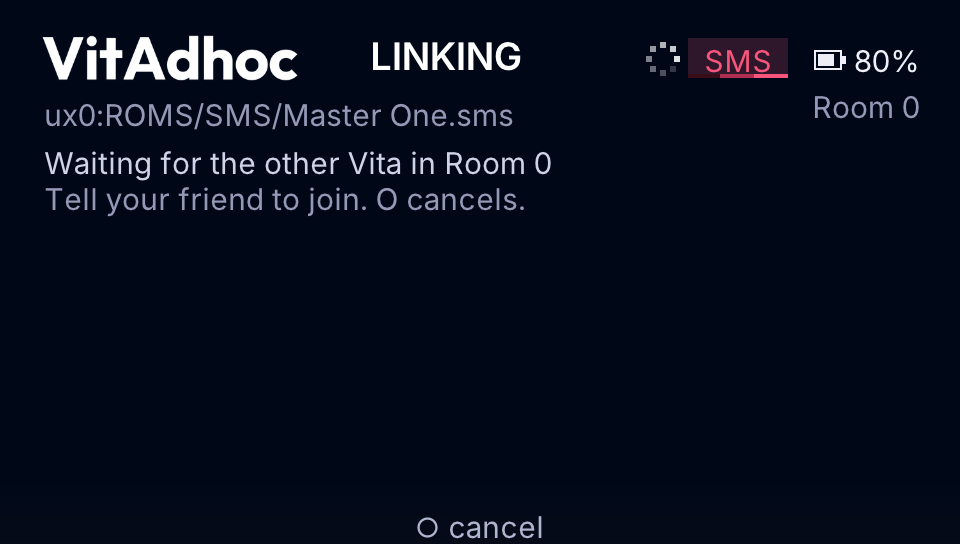 VitAdhoc LINKING SMS 80%
ux0:ROMS/SMS/Master One.sms Room 0
Waiting for the other Vita in Room 0
Tell your friend to join. O cancels.
O cancel